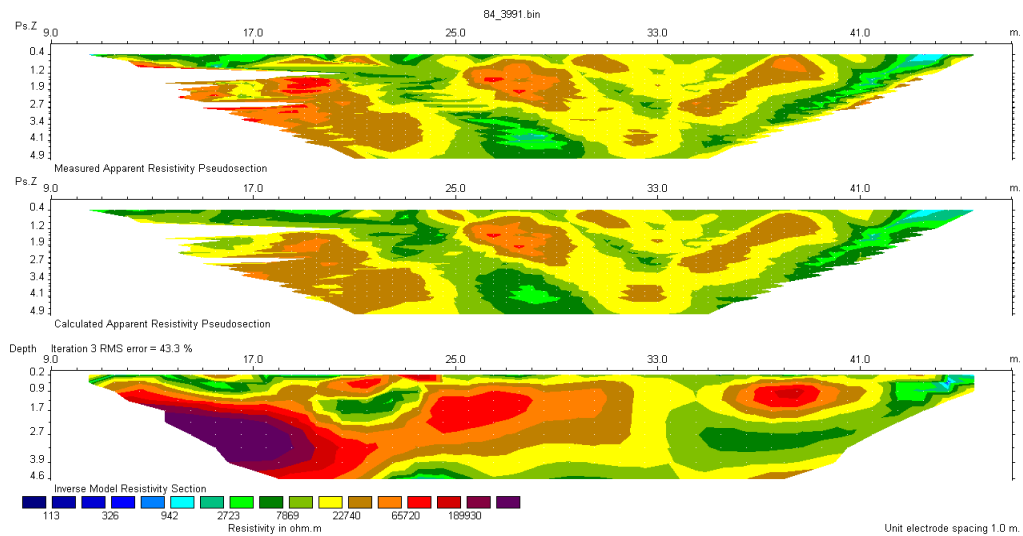 84_3991.bin
Ps.Z
9.0 17.0 25.0 33.0 41.0 m.
0.4
1.2
1.9
2.7
3.4
4.1
4.9
Measured Apparent Resistivity Pseudosection
Ps.Z
9.0 17.0 25.0 33.0 41.0 m.
0.4
1.2
1.9
2.7
3.4
4.1
4.9
Calculated Apparent Resistivity Pseudosection
Depth Iteration 3 RMS error = 43.3 %
9.0 17.0 25.0 33.0 41.0 m.
0.2
0.9
1.7
2.7
3.9
4.6
Inverse Model Resistivity Section
113 326 942 2723 7869 22740 65720 189930
Resistivity in ohm.m
Unit electrode spacing 1.0 m.